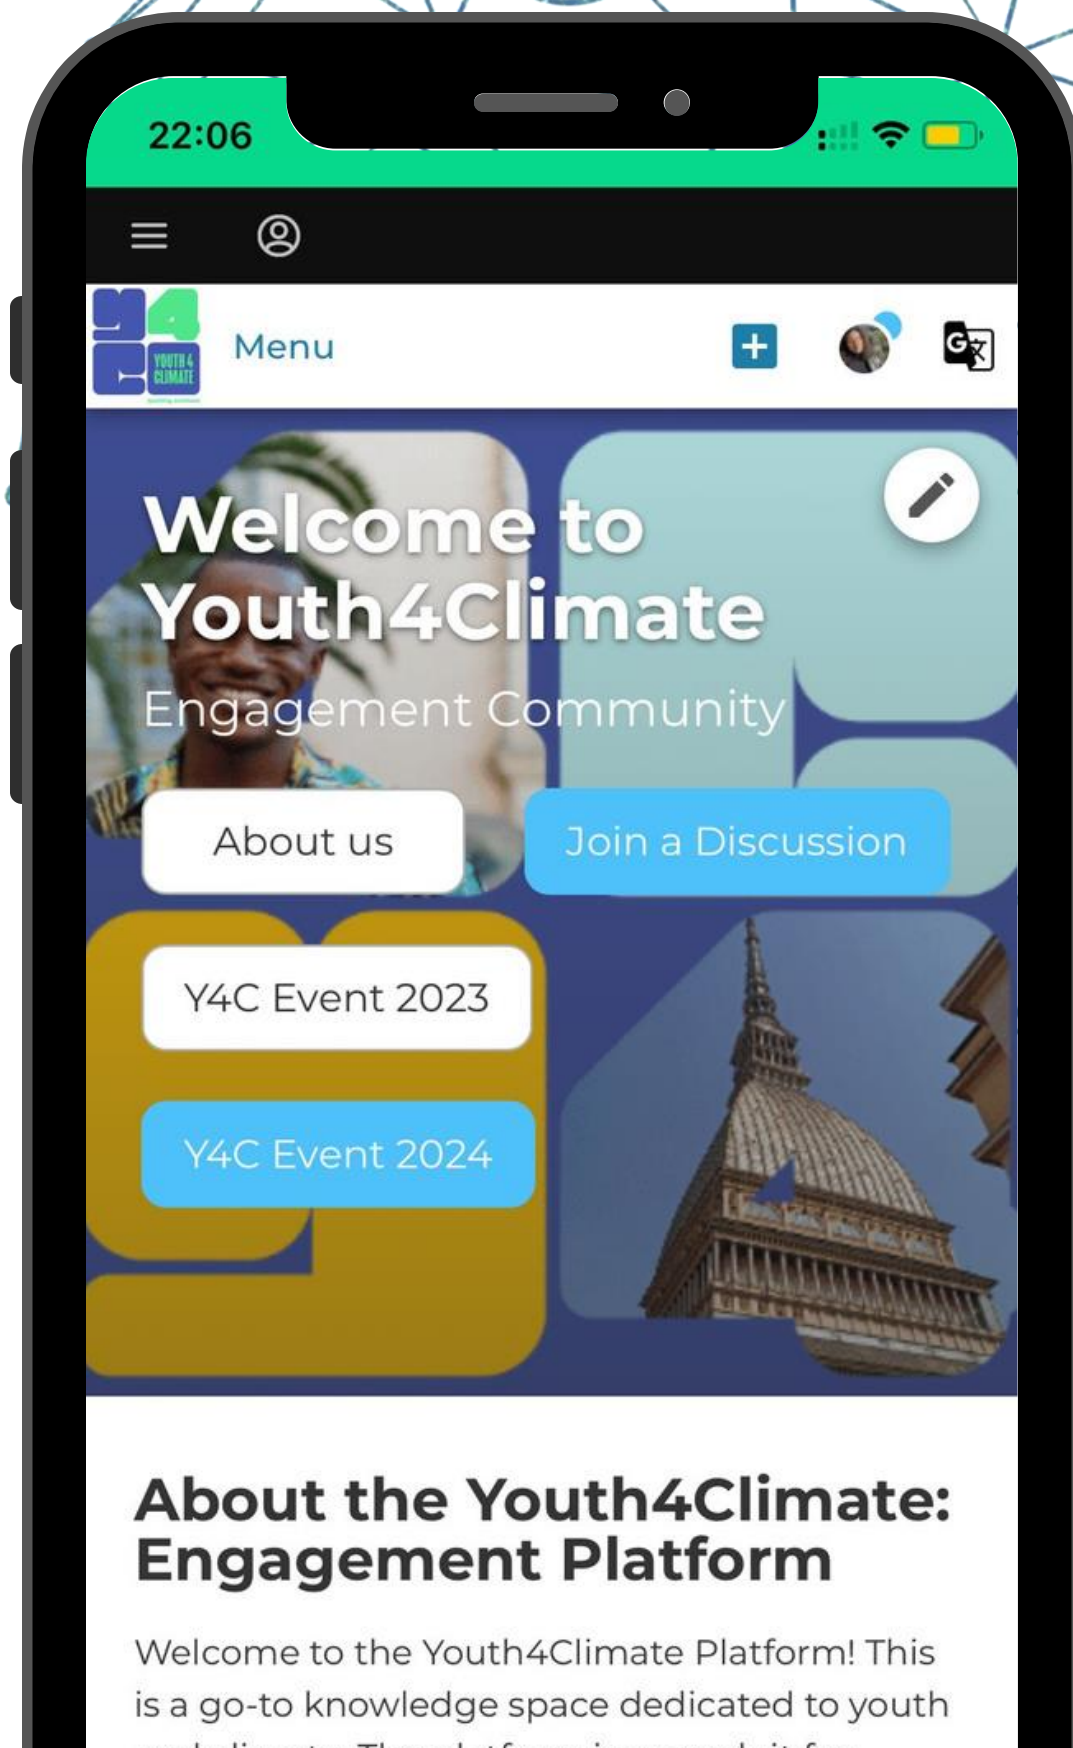 22:06
YOUTH 4
CLIMATE
Menu
Welcome to
Youth4Climate
Engagement Community
About us
Join a Discussion
Y4C Event 2023
Y4C Event 2024
About the Youth4Climate:
Engagement Platform
Welcome to the Youth4Climate Platform! This
is a go-to knowledge space dedicated to youth